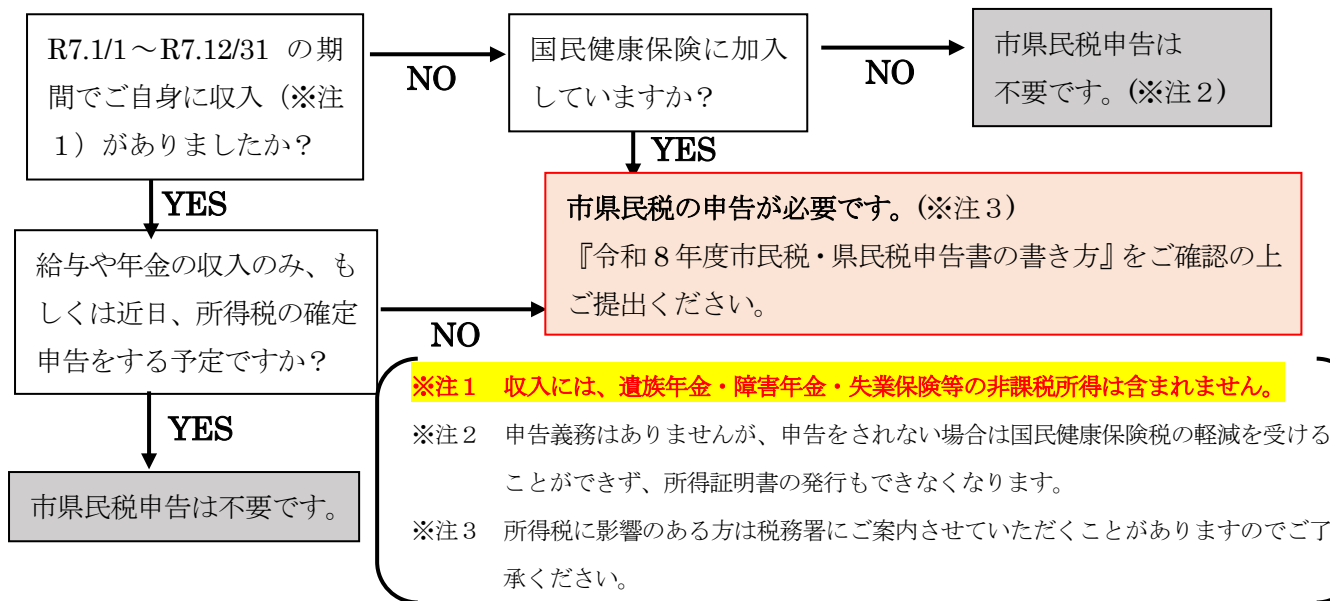 R7.1/1～R7.12/31 の期
間でご自身に収入（※注
１）がありましたか？
NO
国民健康保険に加入
していますか？
NO
市県民税申告は
不要です。(※注２)
YES
YES
市県民税の申告が必要です。(※注３)
『令和８年度市民税・県民税申告書の書き方』をご確認の上
ご提出ください。
給与や年金の収入のみ、も
しくは近日、所得税の確定
申告をする予定ですか？
NO
YES
市県民税申告は不要です。
※注１　収入には、遺族年金・障害年金・失業保険等の非課税所得は含まれません。
※注２　申告義務はありませんが、申告をされない場合は国民健康保険税の軽減を受ける
ことができず、所得証明書の発行もできなくなります。
※注３　所得税に影響のある方は税務署にご案内させていただくことがありますのでご了
承ください。